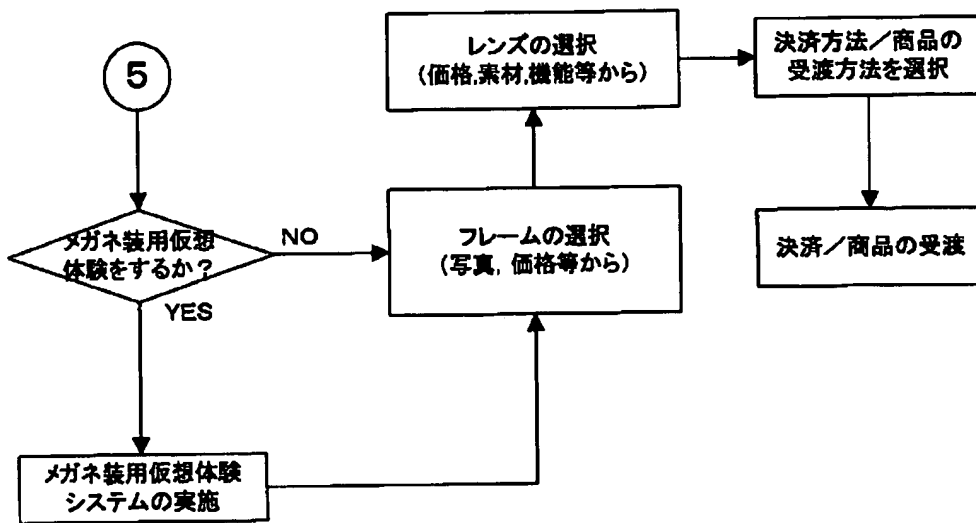 5
メガネ装用仮想
体験をするか？
NO
YES
メガネ装用仮想体験
システムの実施
フレームの選択
(写真, 価格等から)
レンズの選択
(価格,素材,機能等から)
決済方法／商品の
受渡方法を選択
決済／商品の受渡